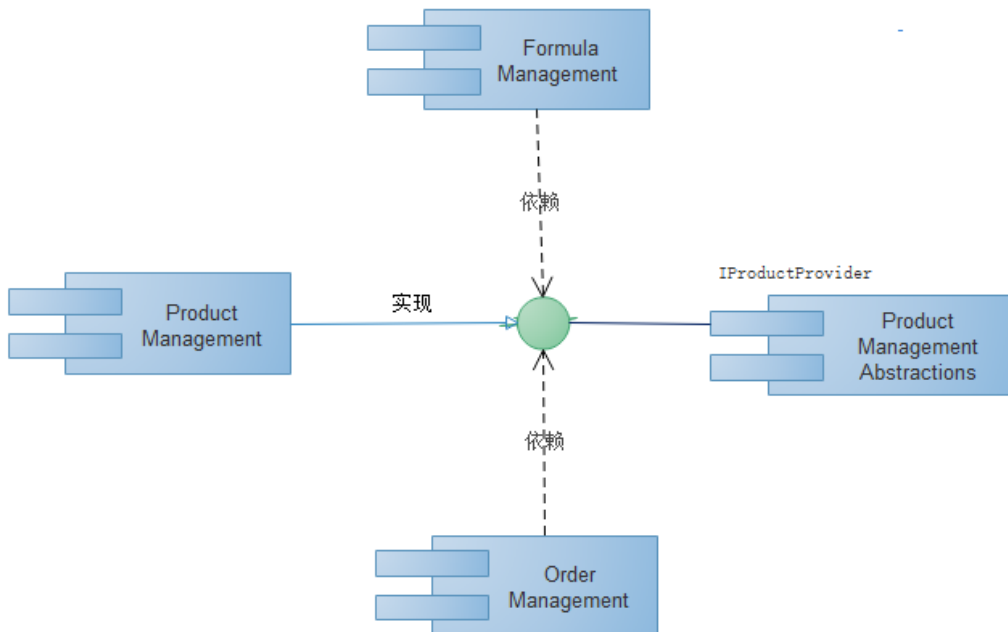 Formula
Management
依赖
IProductProvider
实现
Product
Management
Product
Management
Abstractions
依赖
Order
Management